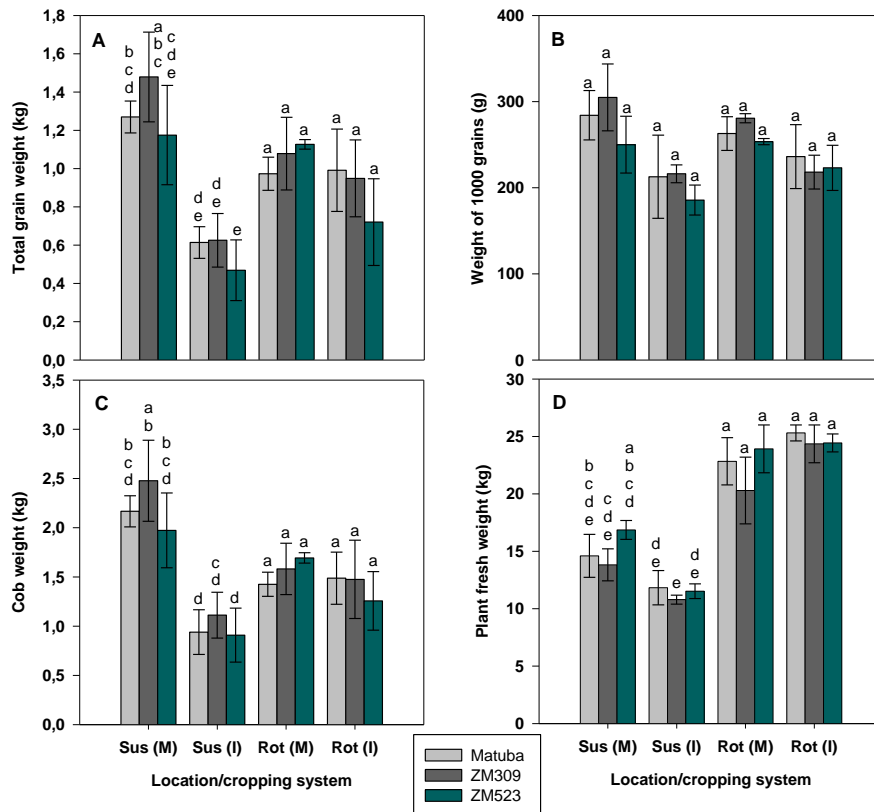 A
Total grain weight (kg)
1,8
1,6
1,4
1,2
1,0
0,8
0,6
0,4
0,2
0,0
b
c
d
a
b
c
c
d
e
d
e
d
e
e
a
a
a
a
a
a
B
Weight of 1000 grains (g)
400
300
200
100
0
a
a
a
a
a
a
a
a
a
a
a
a
C
Cob weight (kg)
3,5
3,0
2,5
2,0
1,5
1,0
0,5
0,0
b
c
d
a
b
b
c
d
d
c
d
d
a
a
a
a
a
a
Sus (M) Sus (I) Rot (M) Rot (I)
Location/cropping system
D
Plant fresh weight (kg)
30
25
20
15
10
5
0
b
c
d
e
c
d
e
a
b
c
d
d
e
e
d
e
a
a
a
a
a
a
Sus (M) Sus (I) Rot (M) Rot (I)
Location/cropping system
Matuba
ZM309
ZM523